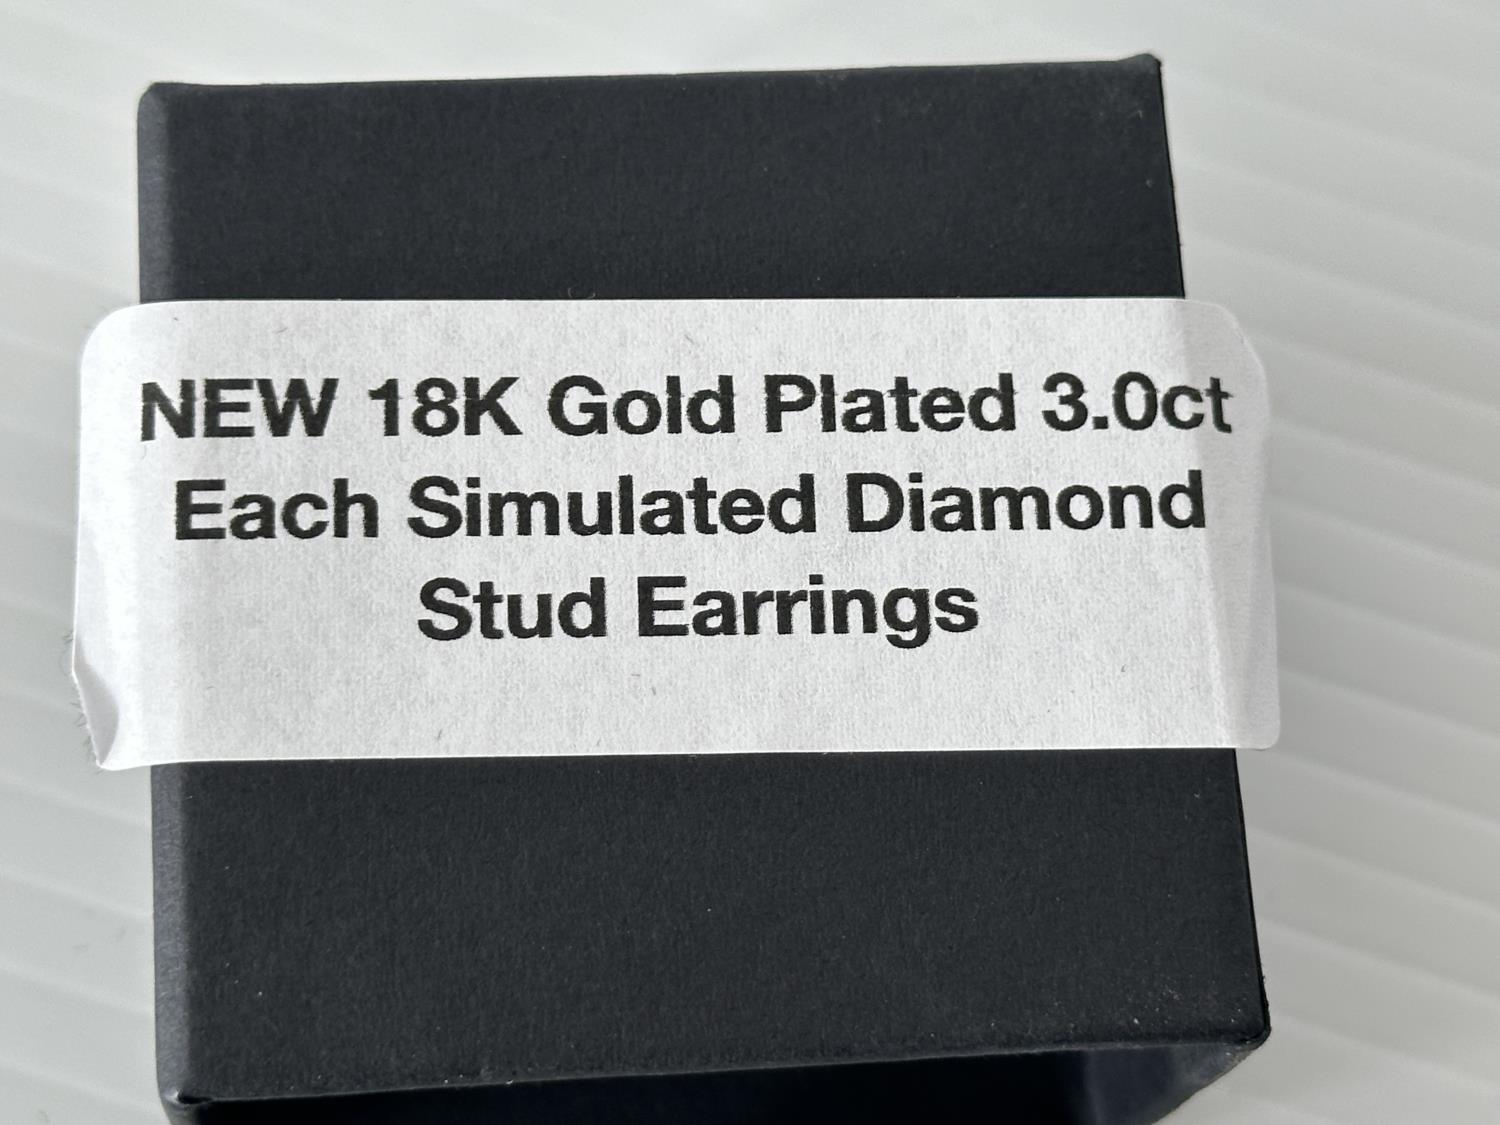 NEW 18K Gold Plated 3.0ct
Each Simulated Diamond
Stud Earrings